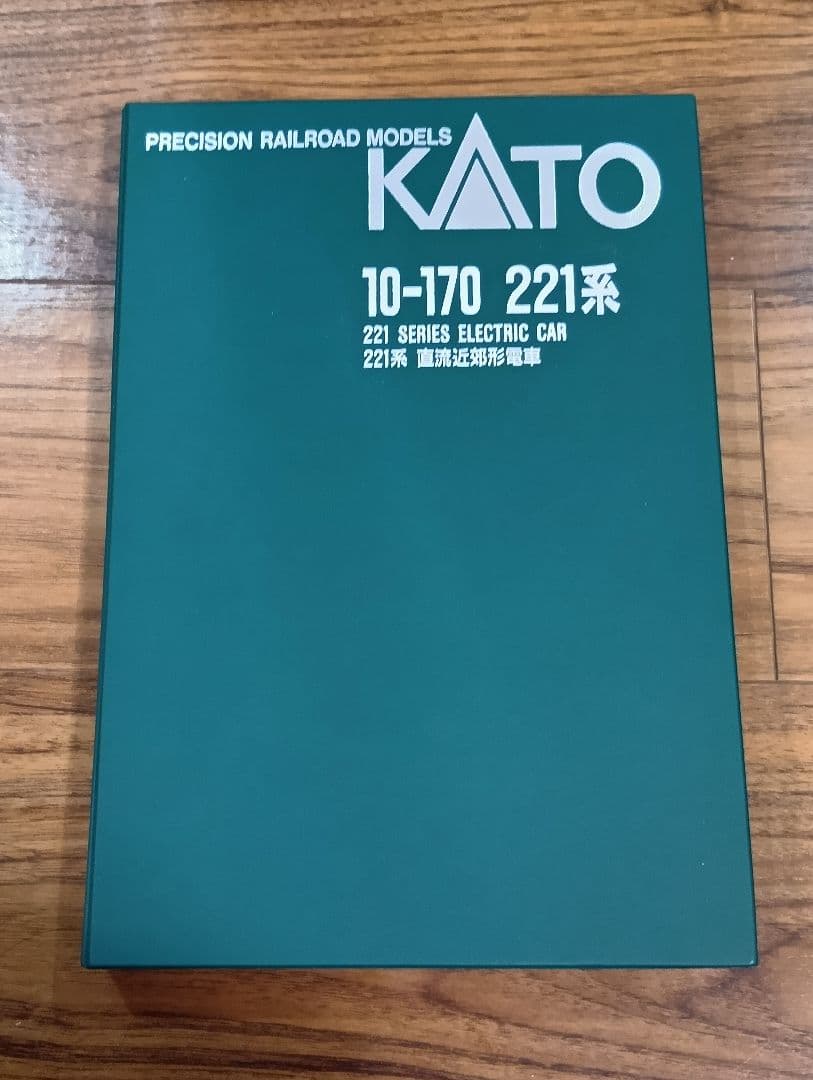 PRECISION RAILROAD MODELS
KATO
10-170 221系
221 SERIES ELECTRIC CAR
221系 直流近郊形電車